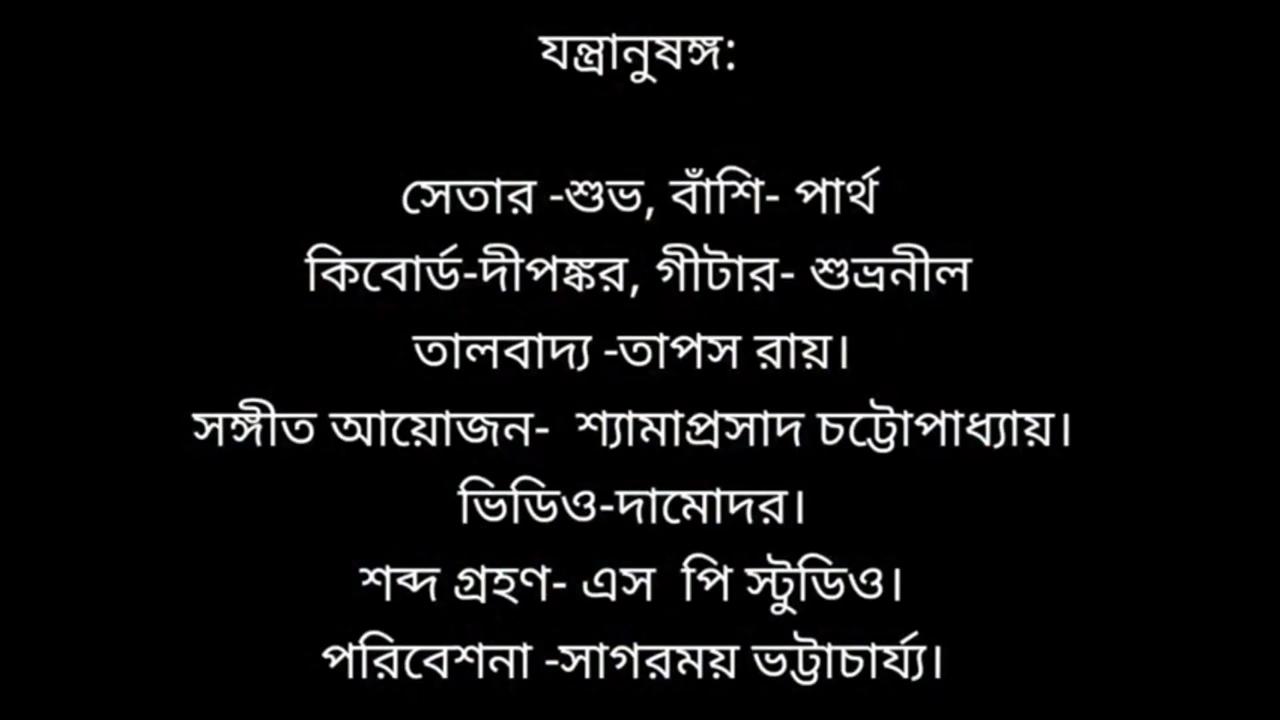 যন্ত্রানুষঙ্গ:
সেতার -শুভ, বাঁশি- পার্থ
কিবোর্ড-দীপঙ্কর, গীটার- শুভ্রনীল
তালবাদ্য -তাপস রায়।
সঙ্গীত আয়োজন-  শ্যামাপ্রসাদ চট্টোপাধ্যায়।
ভিডিও-দামোদর।
শব্দ গ্রহণ- এস  পি স্টুডিও।
পরিবেশনা -সাগরময় ভট্টাচার্য্য।